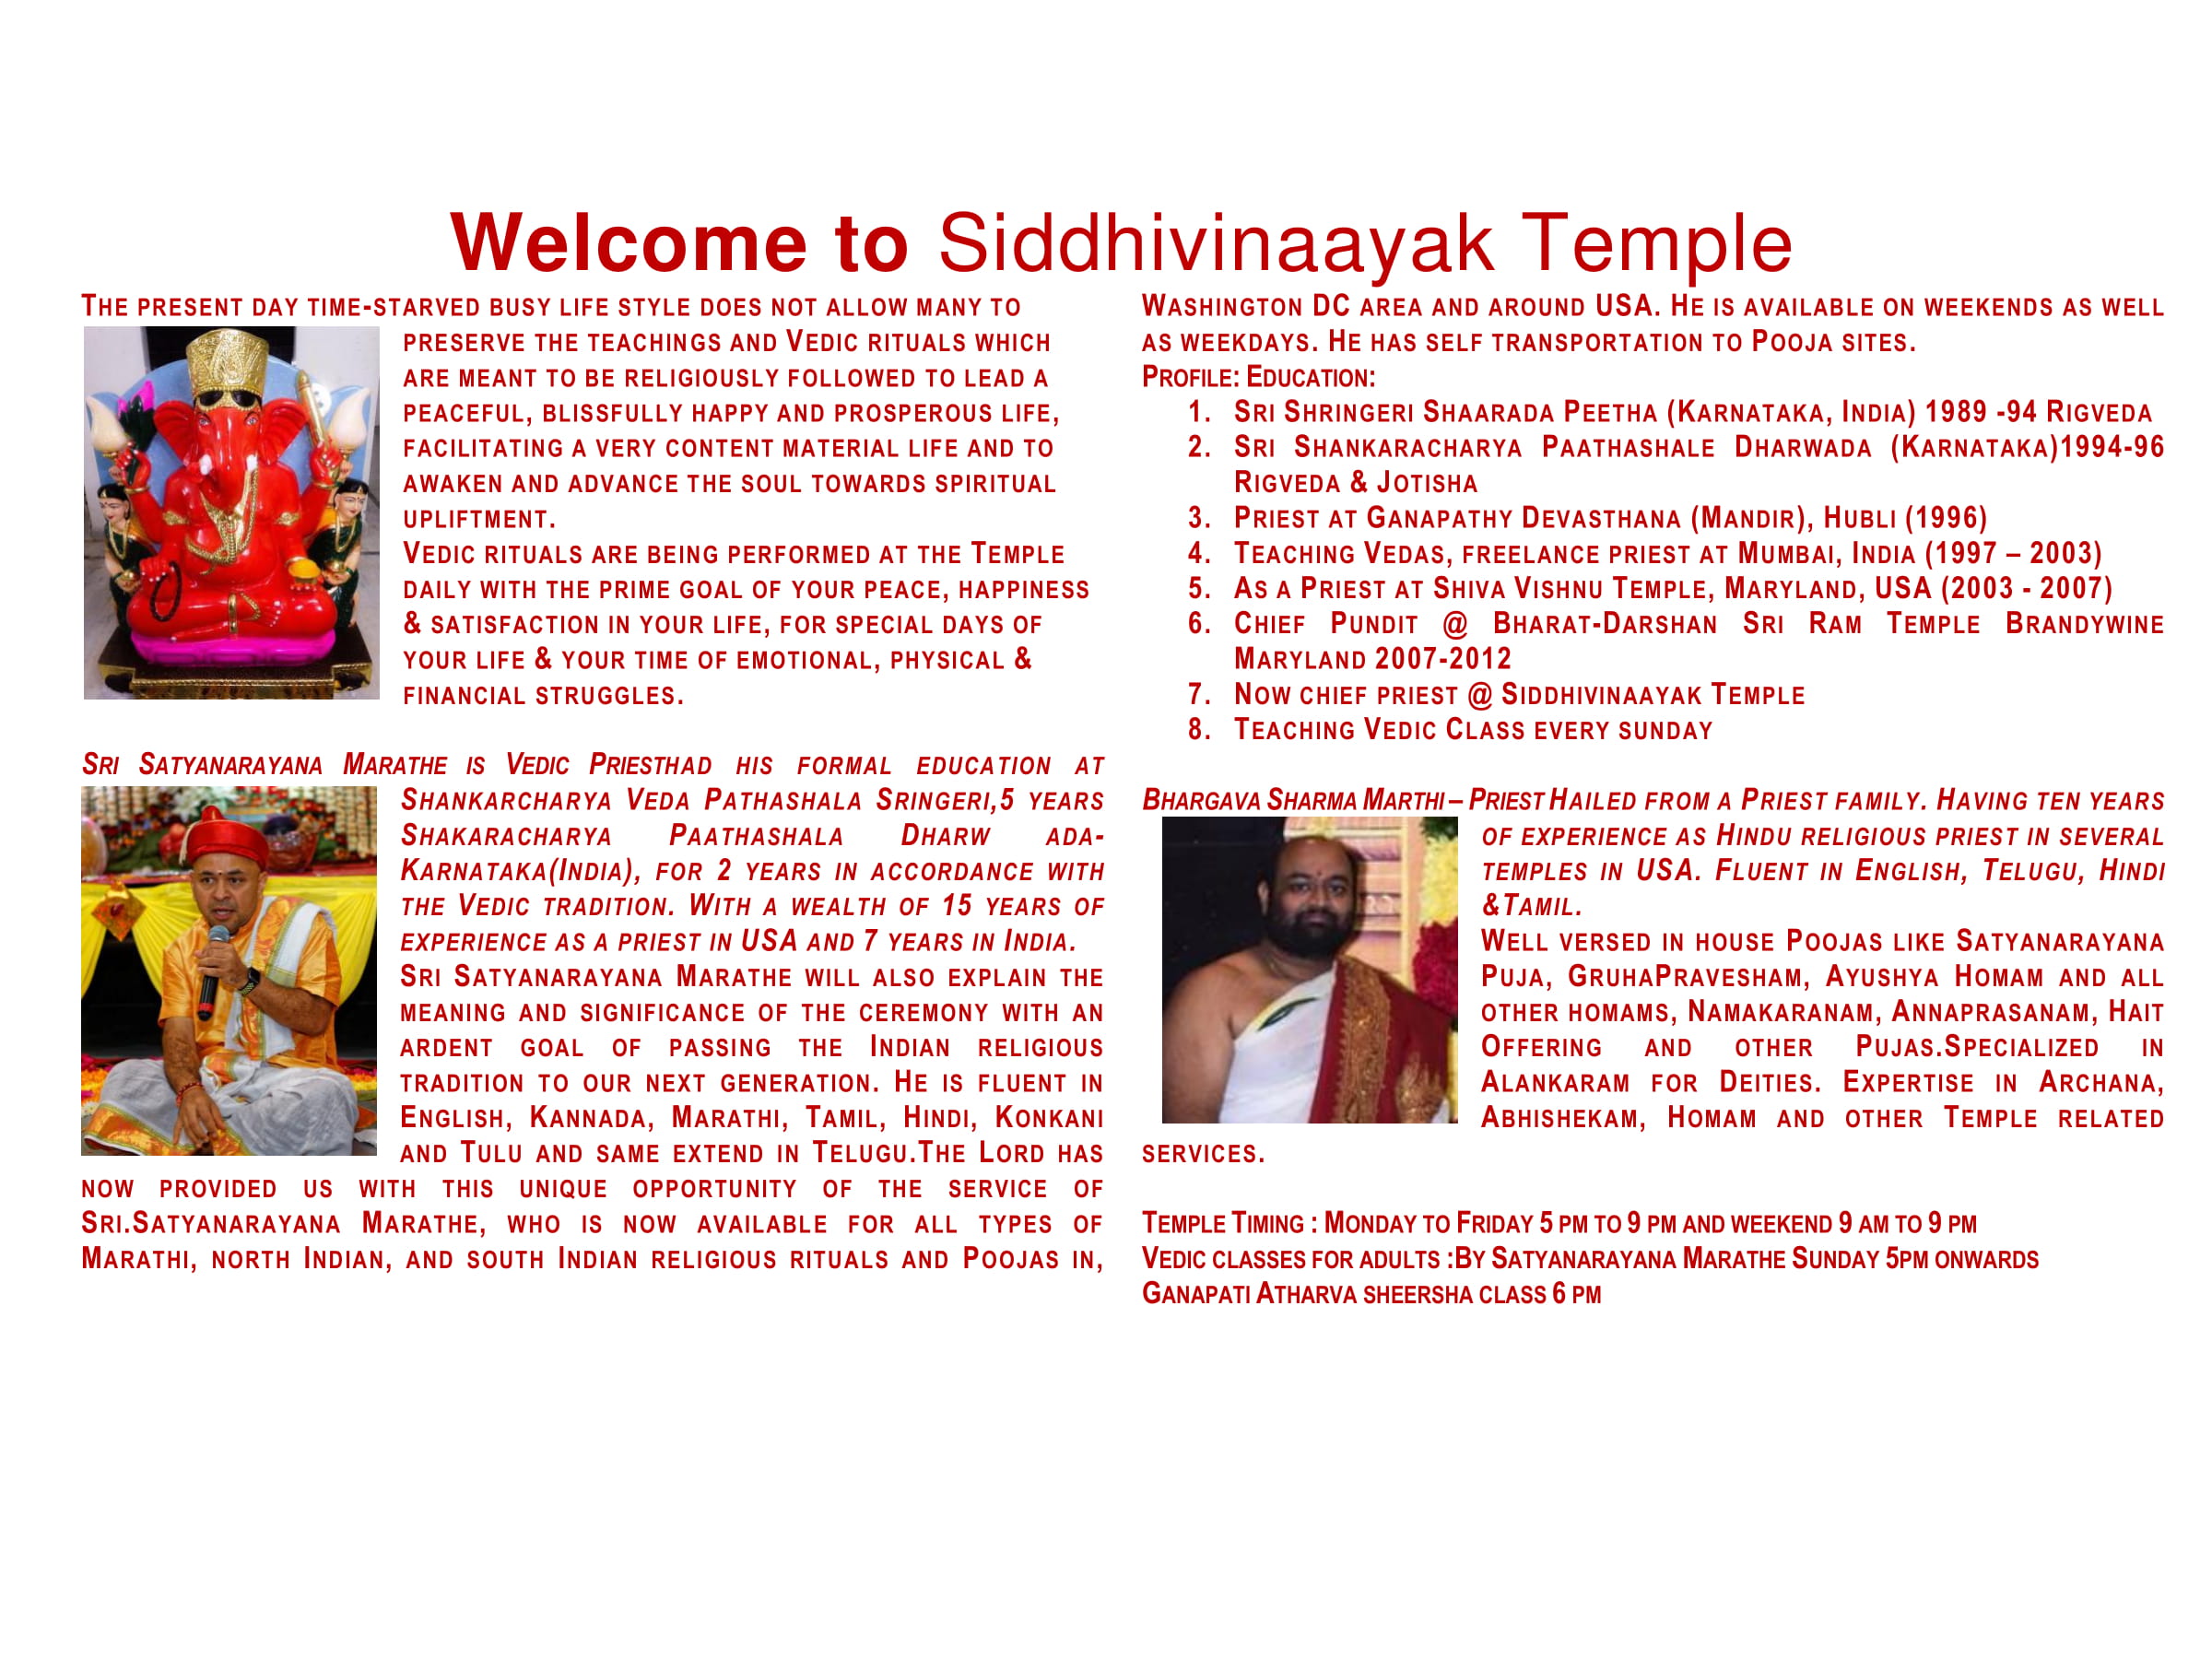 Welcome to Siddhivinaayak Temple
The present day time-starved busy life style does not allow many to
preserve the teachings and Vedic rituals which
are meant to be religiously followed to lead a
peaceful, blissfully happy and prosperous life,
facilitating a very content material life and to
awaken and advance the soul towards spiritual
upliftment.
Vedic rituals are being performed at the Temple
daily with the prime goal of your peace, happiness
& satisfaction in your life, for special days of
your life & your time of emotional, physical &
financial struggles.
Sri Satyanarayana Marathe is Vedic Priesthad his formal education at
Shankarcharya Veda Pathashala Sringeri,5 years
Shakaracharya Paathashala Dharw ada-
Karnataka(India), for 2 years in accordance with
the Vedic tradition. With a wealth of 15 years of
experience as a priest in USA and 7 years in India.
Sri Satyanarayana Marathe will also explain the
meaning and significance of the ceremony with an
ardent goal of passing the Indian religious
tradition to our next generation. He is fluent in
English, Kannada, Marathi, Tamil, Hindi, Konkani
and Tulu and same extend in Telugu.The Lord has
now provided us with this unique opportunity of the service of
Sri.Satyanarayana Marathe, who is now available for all types of
Marathi, north Indian, and south Indian religious rituals and Poojas in,
Washington DC area and around USA. He is available on weekends as well
as weekdays. He has self transportation to Pooja sites.
Profile: Education:
1. Sri Shringeri Shaarada Peetha (Karnataka, India) 1989 -94 Rigveda
2. Sri Shankaracharya Paathashale Dharwada (Karnataka)1994-96
Rigveda & Jotisha
3. Priest at Ganapathy Devasthana (Mandir), Hubli (1996)
4. Teaching Vedas, freelance priest at Mumbai, India (1997 – 2003)
5. As a Priest at Shiva Vishnu Temple, Maryland, USA (2003 - 2007)
6. Chief Pundit @ Bharat-Darshan Sri Ram Temple Brandywine
Maryland 2007-2012
7. Now chief priest @ Siddhivinaayak Temple
8. Teaching Vedic Class every sunday
Bhargava Sharma Marthi – Priest Hailed from a Priest family. Having ten years
of experience as Hindu religious priest in several
temples in USA. Fluent in English, Telugu, Hindi
&Tamil.
Well versed in house Poojas like Satyanarayana
Puja, GruhaPravesham, Ayushya Homam and all
other homams, Namakaranam, Annaprasanam, Hait
Offering and other Pujas.Specialized in
Alankaram for Deities. Expertise in Archana,
Abhishekam, Homam and other Temple related
services.
Temple Timing : Monday to Friday 5 pm to 9 pm and weekend 9 am to 9 pm
Vedic classes for adults :By Satyanarayana Marathe Sunday 5pm onwards
Ganapati Atharva sheersha class 6 pm